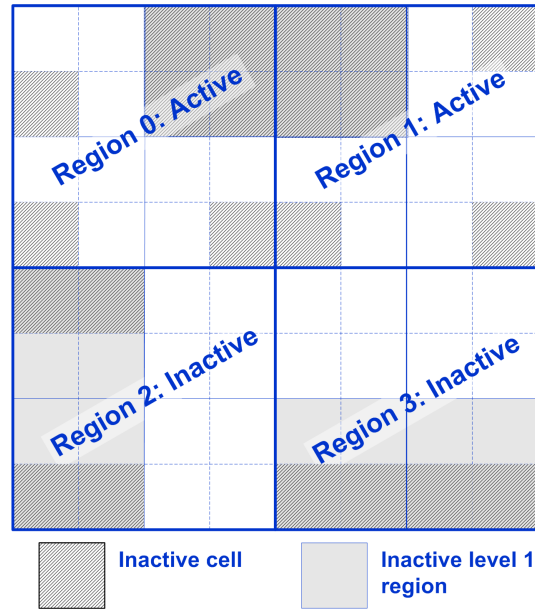 Region 0: Active
Region 1: Active
Region 2: Inactive
Region 3: Inactive
Inactive cell
Inactive level 1
region